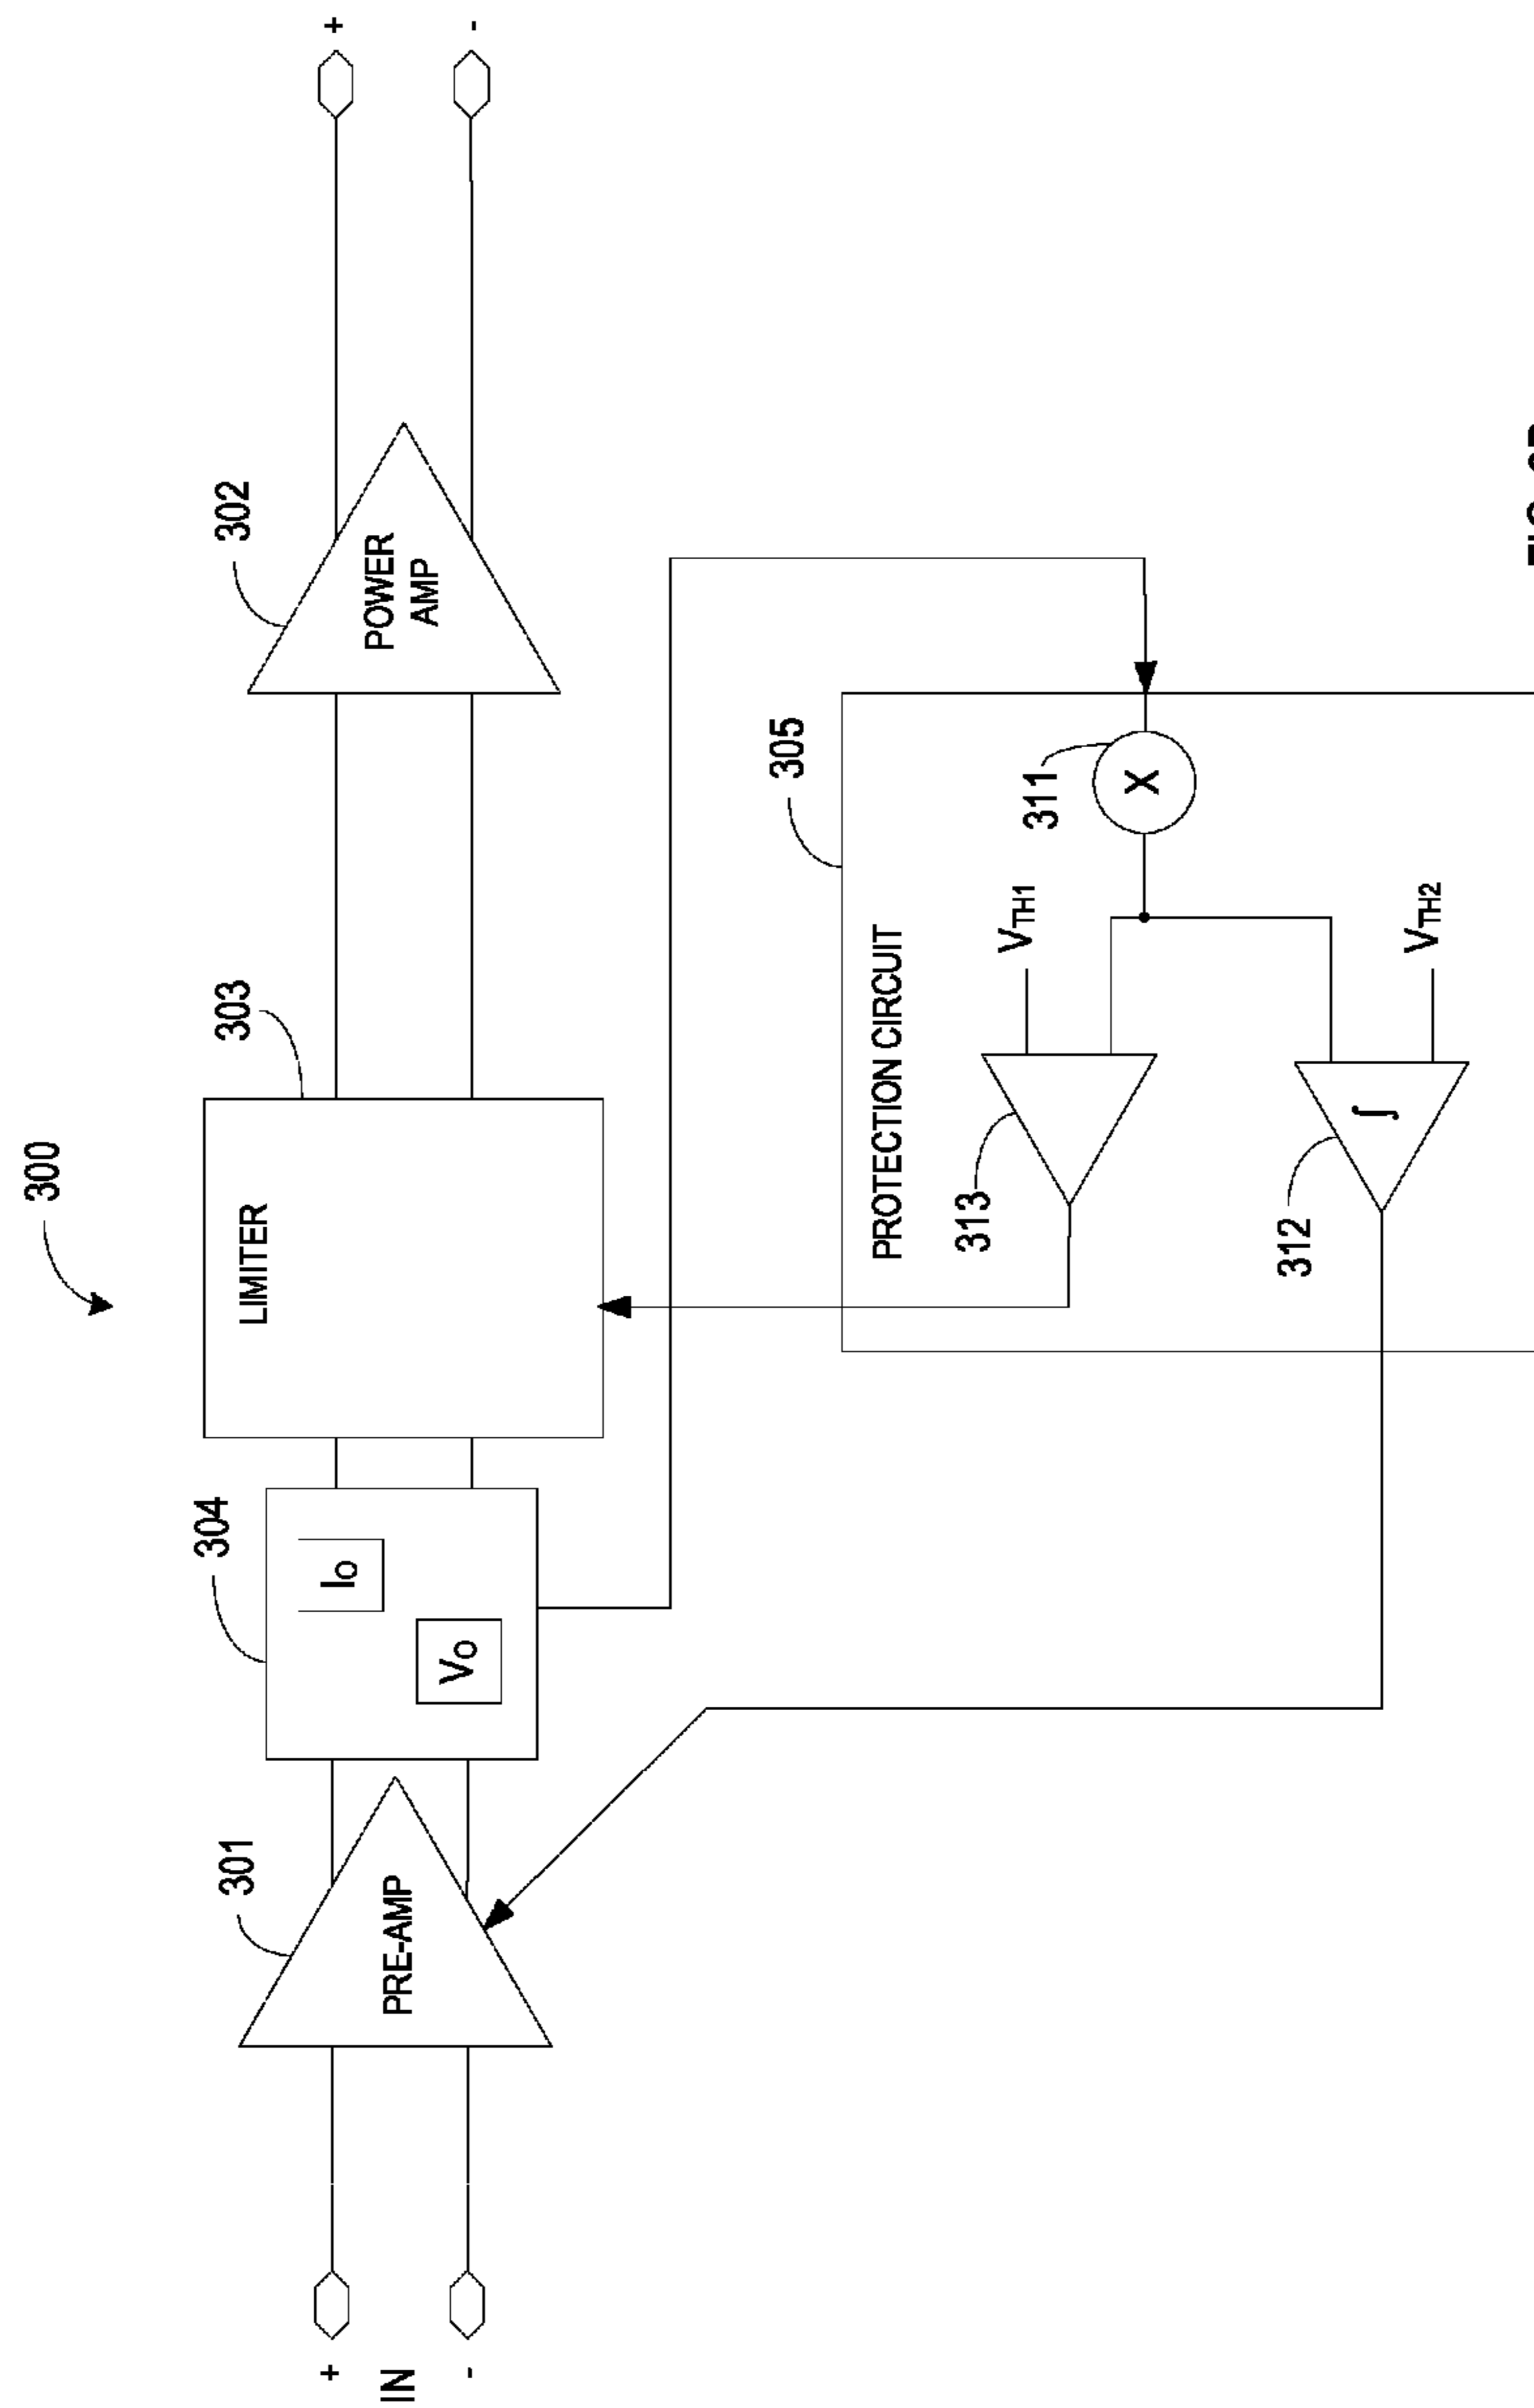 300
301
304
303
302
+
IN
-
PRE-AMP
Io
Vo
LIMITER
POWER
AMP
+
-
305
PROTECTION CIRCUIT
313
VTH1
311
X
312
∫
VTH2